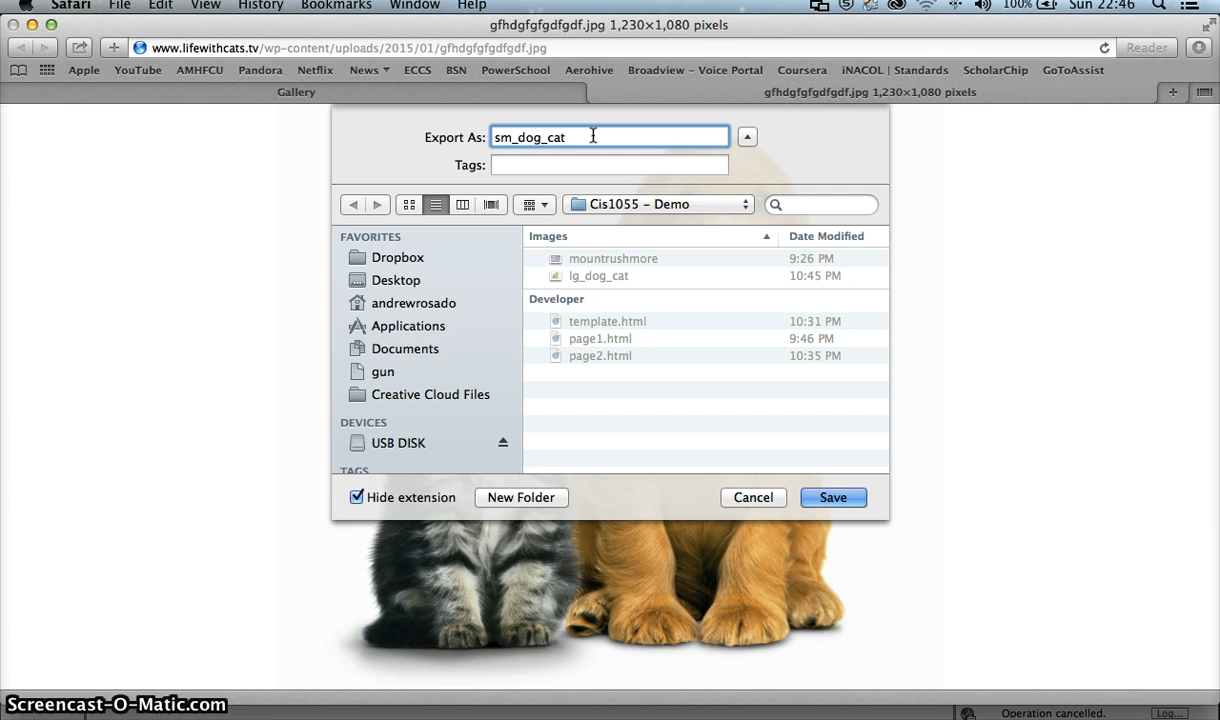 Safari File Edit View History Bookmarks Window Help 100% Sun 22:46
gfhdgfgfgdfgdf.jpg 1,230×1,080 pixels
www.lifewithcats.tv/wp-content/uploads/2015/01/gfhdgfgfgdfgdf.jpg Reader
Apple YouTube AMHFCU Pandora Netflix News ECCS BSN PowerSchool Aerohive Broadview - Voice Portal Coursera iNACOL | Standards ScholarChip GoToAssist
Gallery gfhdgfgfgdfgdf.jpg 1,230×1,080 pixels
Export As: sm_dog_cat
Tags:
Cis1055 - Demo
FAVORITES
Dropbox
Desktop
andrewrosado
Applications
Documents
gun
Creative Cloud Files
DEVICES
USB DISK
TAGS
Images Date Modified
mountrushmore 9:26 PM
lg_dog_cat 10:45 PM
Developer
template.html 10:31 PM
page1.html 9:46 PM
page2.html 10:35 PM
Hide extension New Folder Cancel Save
Screencast-O-Matic.com
Operation cancelled. Log...